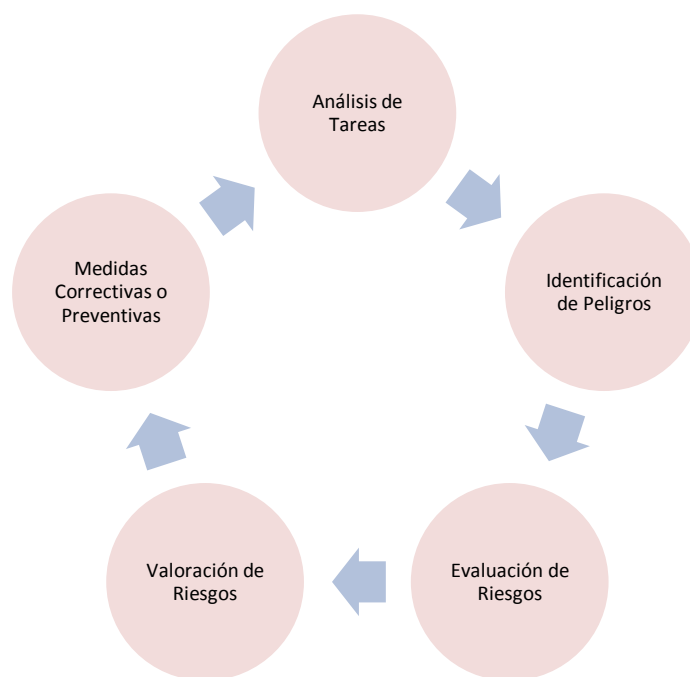 Análisis de
Tareas
Identificación
de Peligros
Evaluación de
Riesgos
Valoración de
Riesgos
Medidas
Correctivas o
Preventivas